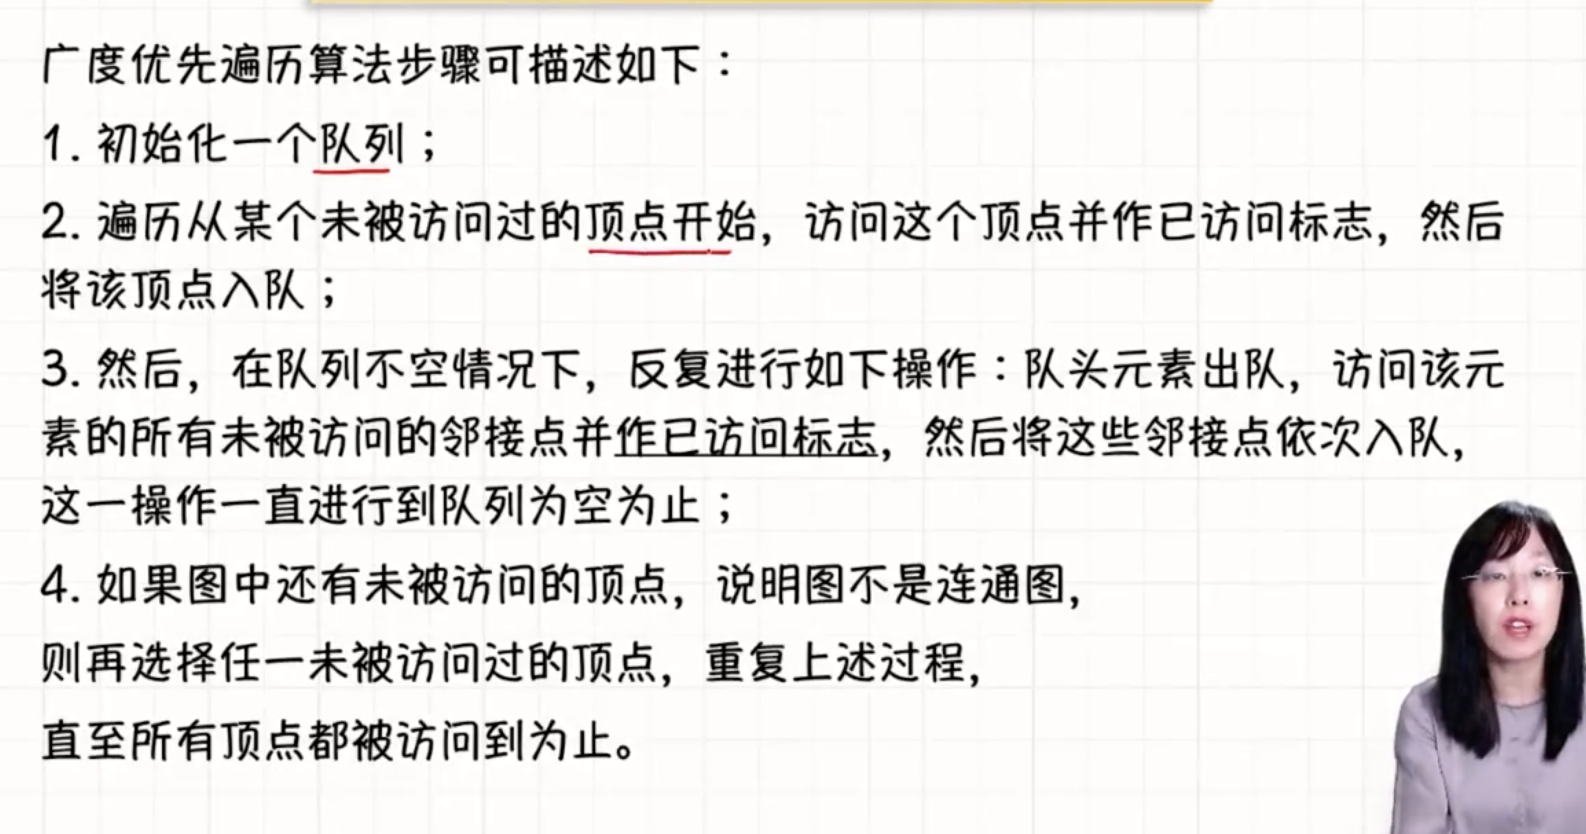 广度优先遍历算法步骤可描述如下：
1. 初始化一个队列；
2. 遍历从某个未被访问过的顶点开始，访问这个顶点并作已访问标志，然后
将该顶点入队；
3. 然后，在队列不空情况下，反复进行如下操作：队头元素出队，访问该元
素的所有未被访问的邻接点并作已访问标志，然后将这些邻接点依次入队，
这一操作一直进行到队列为空为止；
4. 如果图中还有未被访问的顶点，说明图不是连通图，
则再选择任一未被访问过的顶点，重复上述过程，
直至所有顶点都被访问到为止。